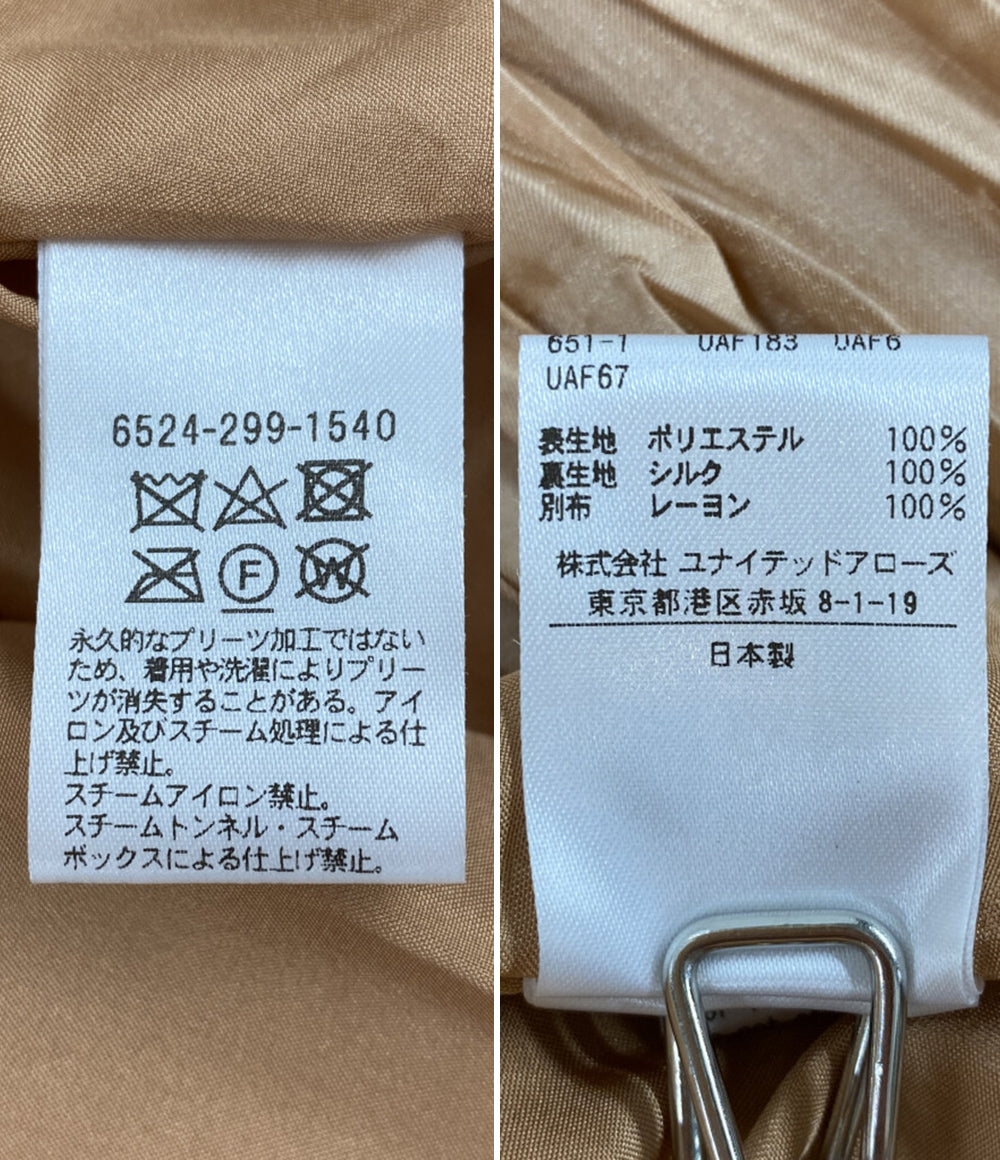 6524-299-1540
F
W
永久的なプリーツ加工ではない
ため、着用や洗濯によりプリー
ツが消失することがある。アイ
ロン及びスチーム処理による仕
上げ禁止。
スチームアイロン禁止。
スチームトンネル・スチーム
ボックスによる仕上げ禁止。
651-1 UAF183 UAF6
UAF67
表生地 ポリエステル 100%
裏生地 シルク 100%
別布 レーヨン 100%
株式会社 ユナイテッドアローズ
東京都港区赤坂 8-1-19
日本製